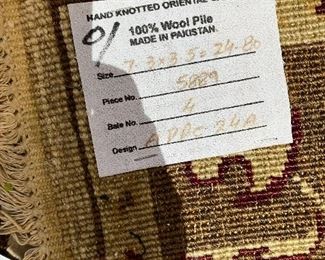 HAND KNOTTED ORIENTAL
01 100% Wool Pile
MADE IN PAKISTAN
Size 7.3×3.5=24.80
Piece No. 5889
Bale No. 4
Design